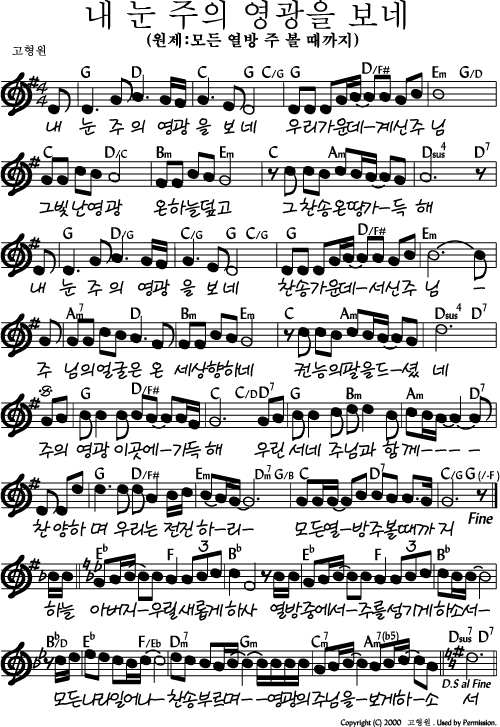 내 눈 주의 영광을 보네
(원제:모든 열방 주 볼 때까지)
고형원
G D G C C/G G G D/F# Em G/D
내 눈 주 의 영광 을 보 네 우리가운데-계신주 님
C D/C Bm Em C Am Dsus4 D7
그빛난영광 온하늘덮고 그찬송온땅가-득 해
G D/G G C C/G G D/F# Em
내 눈 주 의 영광 을 보 네 찬송가운데-서신주 님 -
Am7 D Bm Em C Am Dsus4 D7
주 님의얼굴은 온 세상향하네 권능의팔을드-셨 네
G D/F# Em C C/D D7 G Bm Am D7
주의 영광 이곳에-가득 해 우린 서네 주님과 함께- - - - -
G D/F# Em Dm7 G/B C D7 C/G G (/-F)
찬 양하 며 우리는 전진 하-리- 모든열-방주볼때까 지
Fine
Eb F F 3 Bb Eb F 3 Bb
하늘 아버지-우릴새롭게하사 열방중에서-주를섬기게하소서-
Bb/D Eb F/Eb Dm7 Gm Cm7 Am7(b5) Dsus7 D7
모든나라일어나-찬송부르며- -영광의주님을-보게하-소 서
D.S al Fine
Copyright (C) 2000 고형원. Used by Permission.